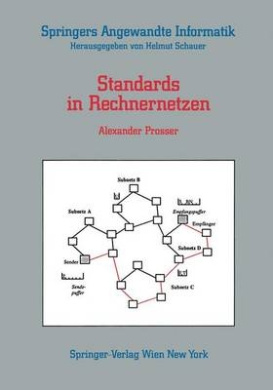 Springers Angewandte Informatik
Herausgegeben von Helmut Schauer
Standards
in Rechnernetzen
Alexander Prosser
Subnetz B
Subnetz A
Empfangspuffer
Empfänger
Subnetz D
Sender
Sende-
puffer
Subnetz C
Springer-Verlag Wien New York